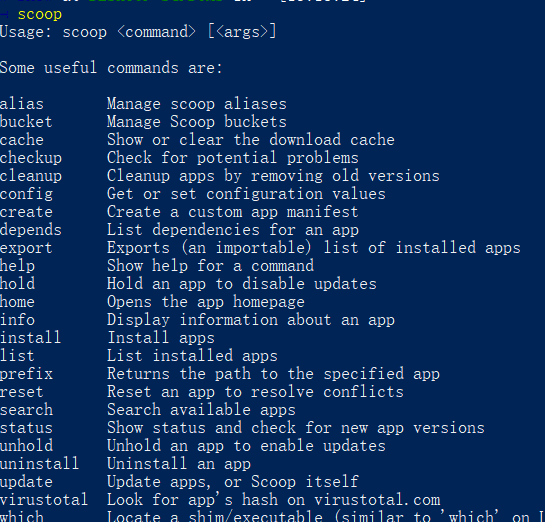 scoop
Usage: scoop <command> [<args>]
Some useful commands are:
alias Manage scoop aliases
bucket Manage Scoop buckets
cache Show or clear the download cache
checkup Check for potential problems
cleanup Cleanup apps by removing old versions
config Get or set configuration values
create Create a custom app manifest
depends List dependencies for an app
export Exports (an importable) list of installed apps
help Show help for a command
hold Hold an app to disable updates
home Opens the app homepage
info Display information about an app
install Install apps
list List installed apps
prefix Returns the path to the specified app
reset Reset an app to resolve conflicts
search Search available apps
status Show status and check for new app versions
unhold Unhold an app to enable updates
uninstall Uninstall an app
update Update apps, or Scoop itself
virustotal Look for app's hash on virustotal.com
which Locate a shim/executable (similar to 'which' on